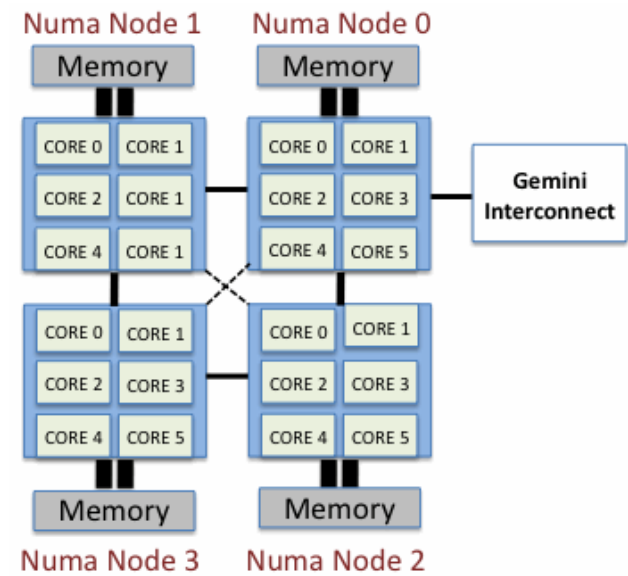 Numa Node 1
Numa Node 0
Memory
Memory
CORE 0
CORE 1
CORE 2
CORE 1
CORE 4
CORE 1
CORE 0
CORE 1
CORE 2
CORE 3
CORE 4
CORE 5
Gemini
Interconnect
CORE 0
CORE 1
CORE 2
CORE 3
CORE 4
CORE 5
CORE 0
CORE 1
CORE 2
CORE 3
CORE 4
CORE 5
Memory
Memory
Numa Node 3
Numa Node 2